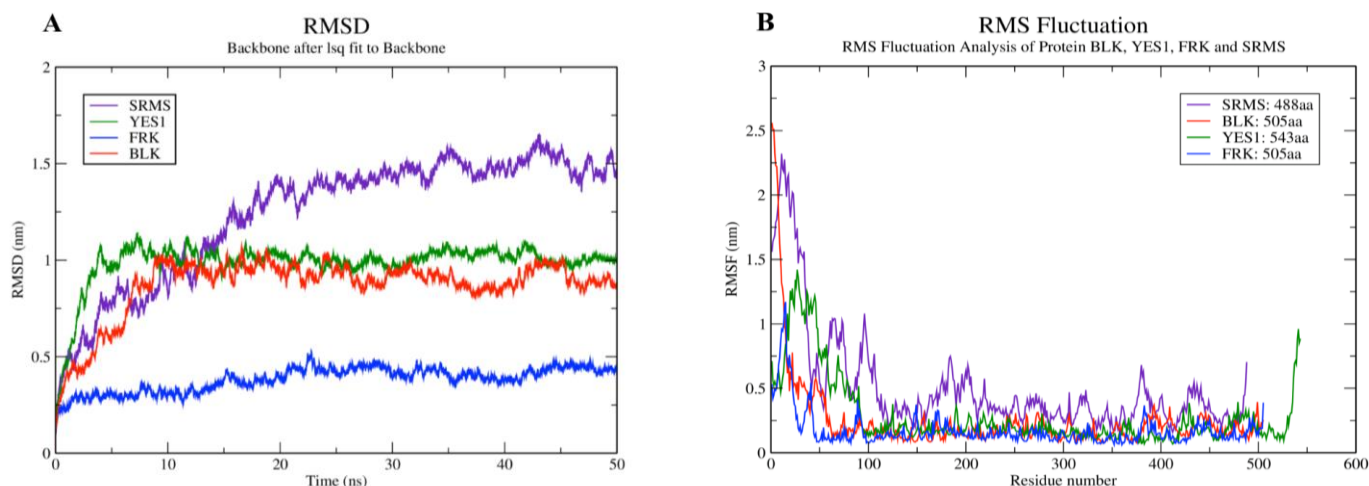 A
RMSD
Backbone after lsq fit to Backbone
2
1.5
1
0.5
0
RMSD (nm)
SRMS
YES1
FRK
BLK
0 10 20 30 40 50
Time (ns)
B
RMS Fluctuation
RMS Fluctuation Analysis of Protein BLK, YES1, FRK and SRMS
3
2.5
2
1.5
1
0.5
0
RMSF (nm)
SRMS: 488aa
BLK: 505aa
YES1: 543aa
FRK: 505aa
0 100 200 300 400 500 600
Residue number